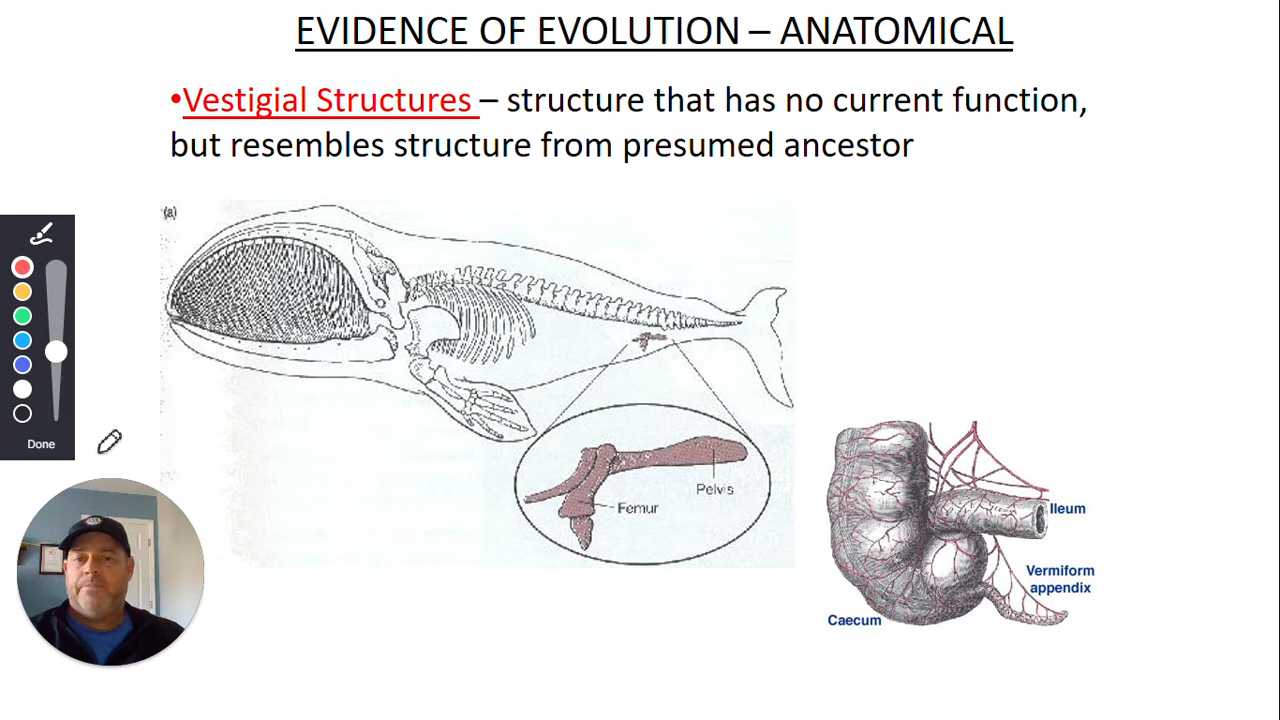 EVIDENCE OF EVOLUTION – ANATOMICAL
•Vestigial Structures – structure that has no current function,
but resembles structure from presumed ancestor
(a)
Pelvis
Femur
Ileum
Vermiform
appendix
Caecum
Done